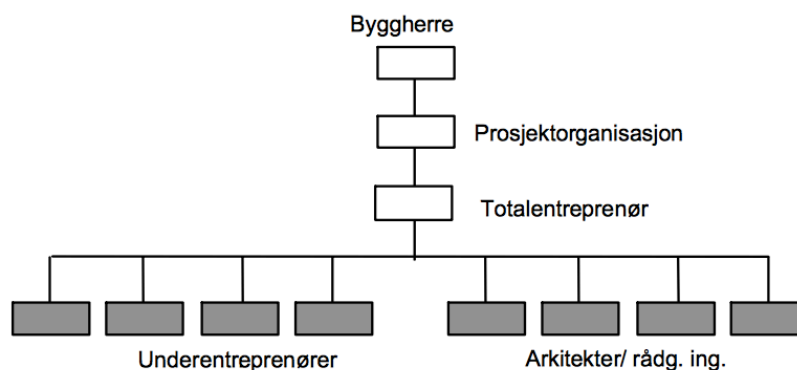 Byggherre
Prosjektorganisasjon
Totalentreprenør
Underentreprenører
Arkitekter/ rådg. ing.